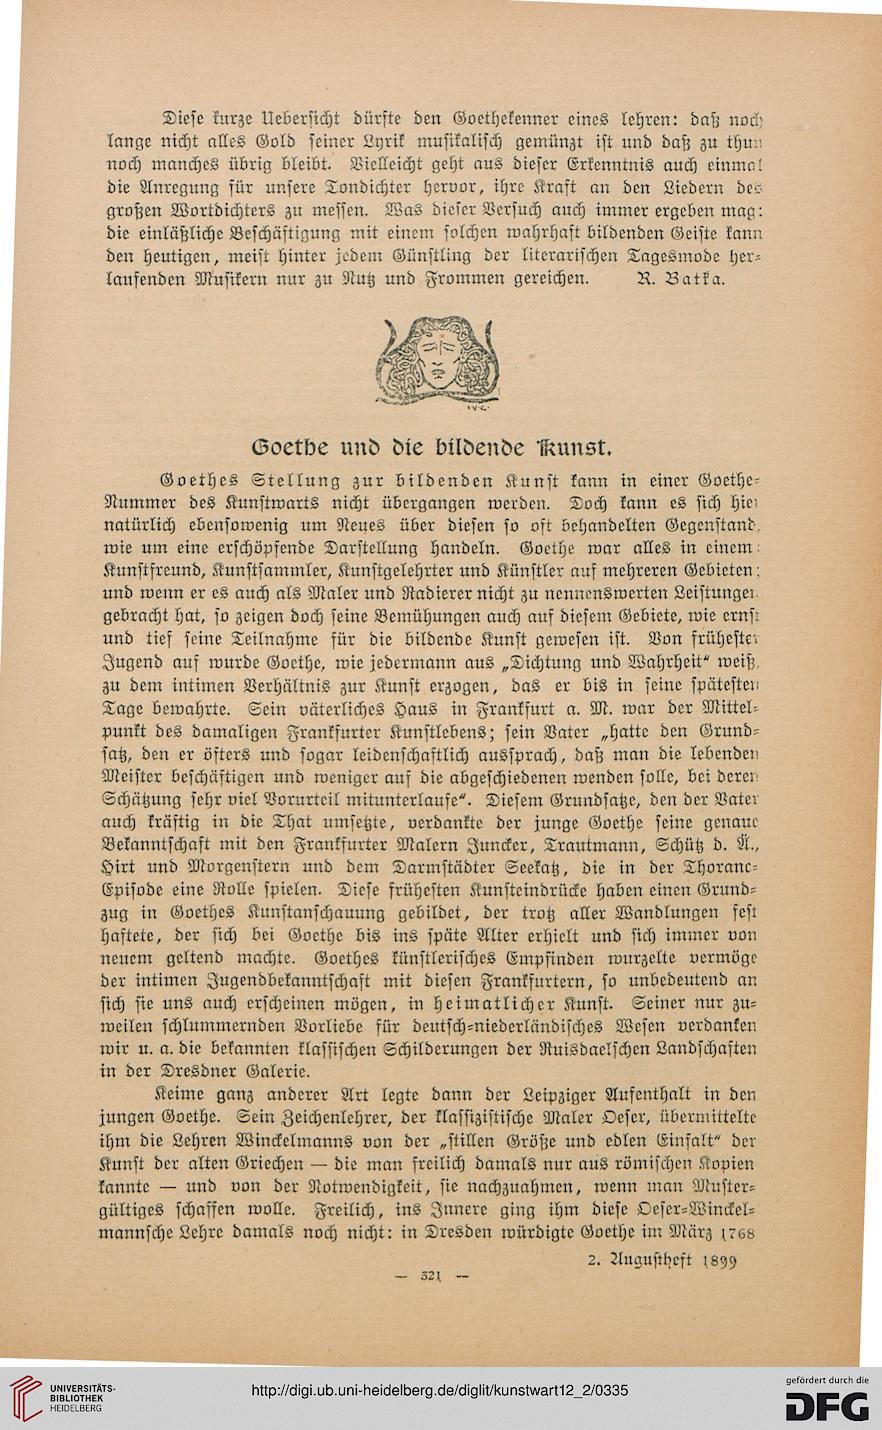 Diese kurze Uebersicht dürfte den Goethekenner eines lehren: daß noch
lange nicht alles Gold seiner Lyrik musikalisch gemünzt ist und daß zu thun
noch manches übrig bleibt. Vielleicht geht aus dieser Erkenntnis auch einmal
die Anregung für unsere Tondichter hervor, ihre Kraft an den Liedern des
großen Wortdichters zu messen. Was dieser Versuch auch immer ergeben mag:
die einläßliche Beschäftigung mit einem solchen wahrhaft bildenden Geiste kann
den heutigen, meist hinter jedem Günstling der literarischen Tagesmode her-
laufenden Musikern nur zu Nutz und Frommen gereichen. R. Batka.
Goethe und die bildende Kunst.
Goethes Stellung zur bildenden Kunst kann in einer Goethe-
Nummer des Kunstwarts nicht übergangen werden. Doch kann es sich hier
natürlich ebensowenig um Neues über diesen so oft behandelten Gegenstand,
wie um eine erschöpfende Darstellung handeln. Goethe war alles in einem:
Kunstfreund, Kunstsammler, Kunstgelehrter und Künstler auf mehreren Gebieten;
und wenn er es auch als Maler und Radierer nicht zu nennenswerten Leistungen
gebracht hat, so zeigen doch seine Bemühungen auch auf diesem Gebiete, wie ernst
und tief seine Teilnahme für die bildende Kunst gewesen ist. Von frühester
Jugend auf wurde Goethe, wie jedermann aus „Dichtung und Wahrheit“ weiß,
zu dem intimen Verhältnis zur Kunst erzogen, das er bis in seine spätesten
Tage bewahrte. Sein väterliches Haus in Frankfurt a. M. war der Mittel-
punkt des damaligen Frankfurter Kunstlebens; sein Vater „hatte den Grund-
satz, den er öfters und sogar leidenschaftlich aussprach, daß man die lebenden
Meister beschäftigen und weniger auf die abgeschiedenen wenden solle, bei deren
Schätzung sehr viel Vorurteil mitunterlaufe“. Diesem Grundsatze, den der Vater
auch kräftig in die That umsetzte, verdankte der junge Goethe seine genaue
Bekanntschaft mit den Frankfurter Malern Juncker, Trautmann, Schütz d. Ä.,
Hirt und Morgenstern und dem Darmstädter Seekatz, die in der Thoranc-
Episode eine Rolle spielen. Diese frühesten Kunsteindrücke haben einen Grund-
zug in Goethes Kunstanschauung gebildet, der trotz aller Wandlungen fest
haftete, der sich bei Goethe bis ins späte Alter erhielt und sich immer von
neuem geltend machte. Goethes künstlerisches Empfinden wurzelte vermöge
der intimen Jugendbekanntschaft mit diesen Frankfurtern, so unbedeutend an
sich sie uns auch erscheinen mögen, in heimatlicher Kunst. Seiner nur zu-
weilen schlummernden Vorliebe für deutsch-niederländisches Wesen verdanken
wir u. a. die bekannten klassischen Schilderungen der Ruisdaelschen Landschaften
in der Dresdner Galerie.
Keime ganz anderer Art legte dann der Leipziger Aufenthalt in den
jungen Goethe. Sein Zeichenlehrer, der klassizistische Maler Oeser, übermittelte
ihm die Lehren Winckelmanns von der „stillen Größe und edlen Einfalt“ der
Kunst der alten Griechen — die man freilich damals nur aus römischen Kopien
kannte — und von der Notwendigkeit, sie nachzuahmen, wenn man Muster-
gültiges schaffen wolle. Freilich, ins Innere ging ihm diese Oeser-Winckel-
mannsche Lehre damals noch nicht: in Dresden würdigte Goethe im März 1768
2. Augustheft 1899
— 321 —
UNIVERSITÄTS-
BIBLIOTHEK
HEIDELBERG
http://digi.ub.uni-heidelberg.de/diglit/kunstwart12_2/0335
gefördert durch die
DFG